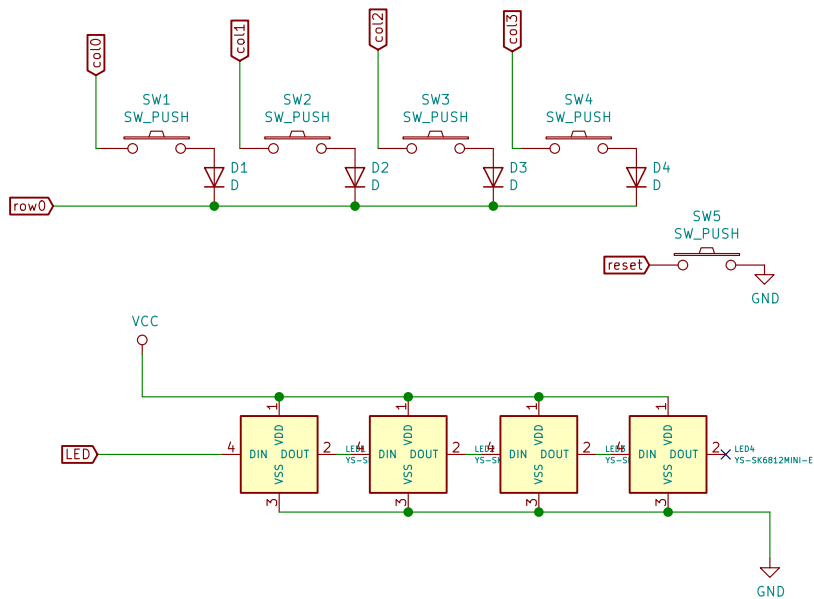 col0
col1
col2
col3
SW1
SW_PUSH
SW2
SW_PUSH
SW3
SW_PUSH
SW4
SW_PUSH
D1
D
D2
D
D3
D
D4
D
row0
SW5
SW_PUSH
reset
GND
VCC
1
1
1
1
LED
4
DIN
VDD
VSS
DOUT
2
4
DIN
VDD
VSS
DOUT
2
4
DIN
VDD
VSS
DOUT
2
4
DIN
VDD
VSS
DOUT
2
LED4
YS-SK6812MINI-E
3
3
3
3
GND